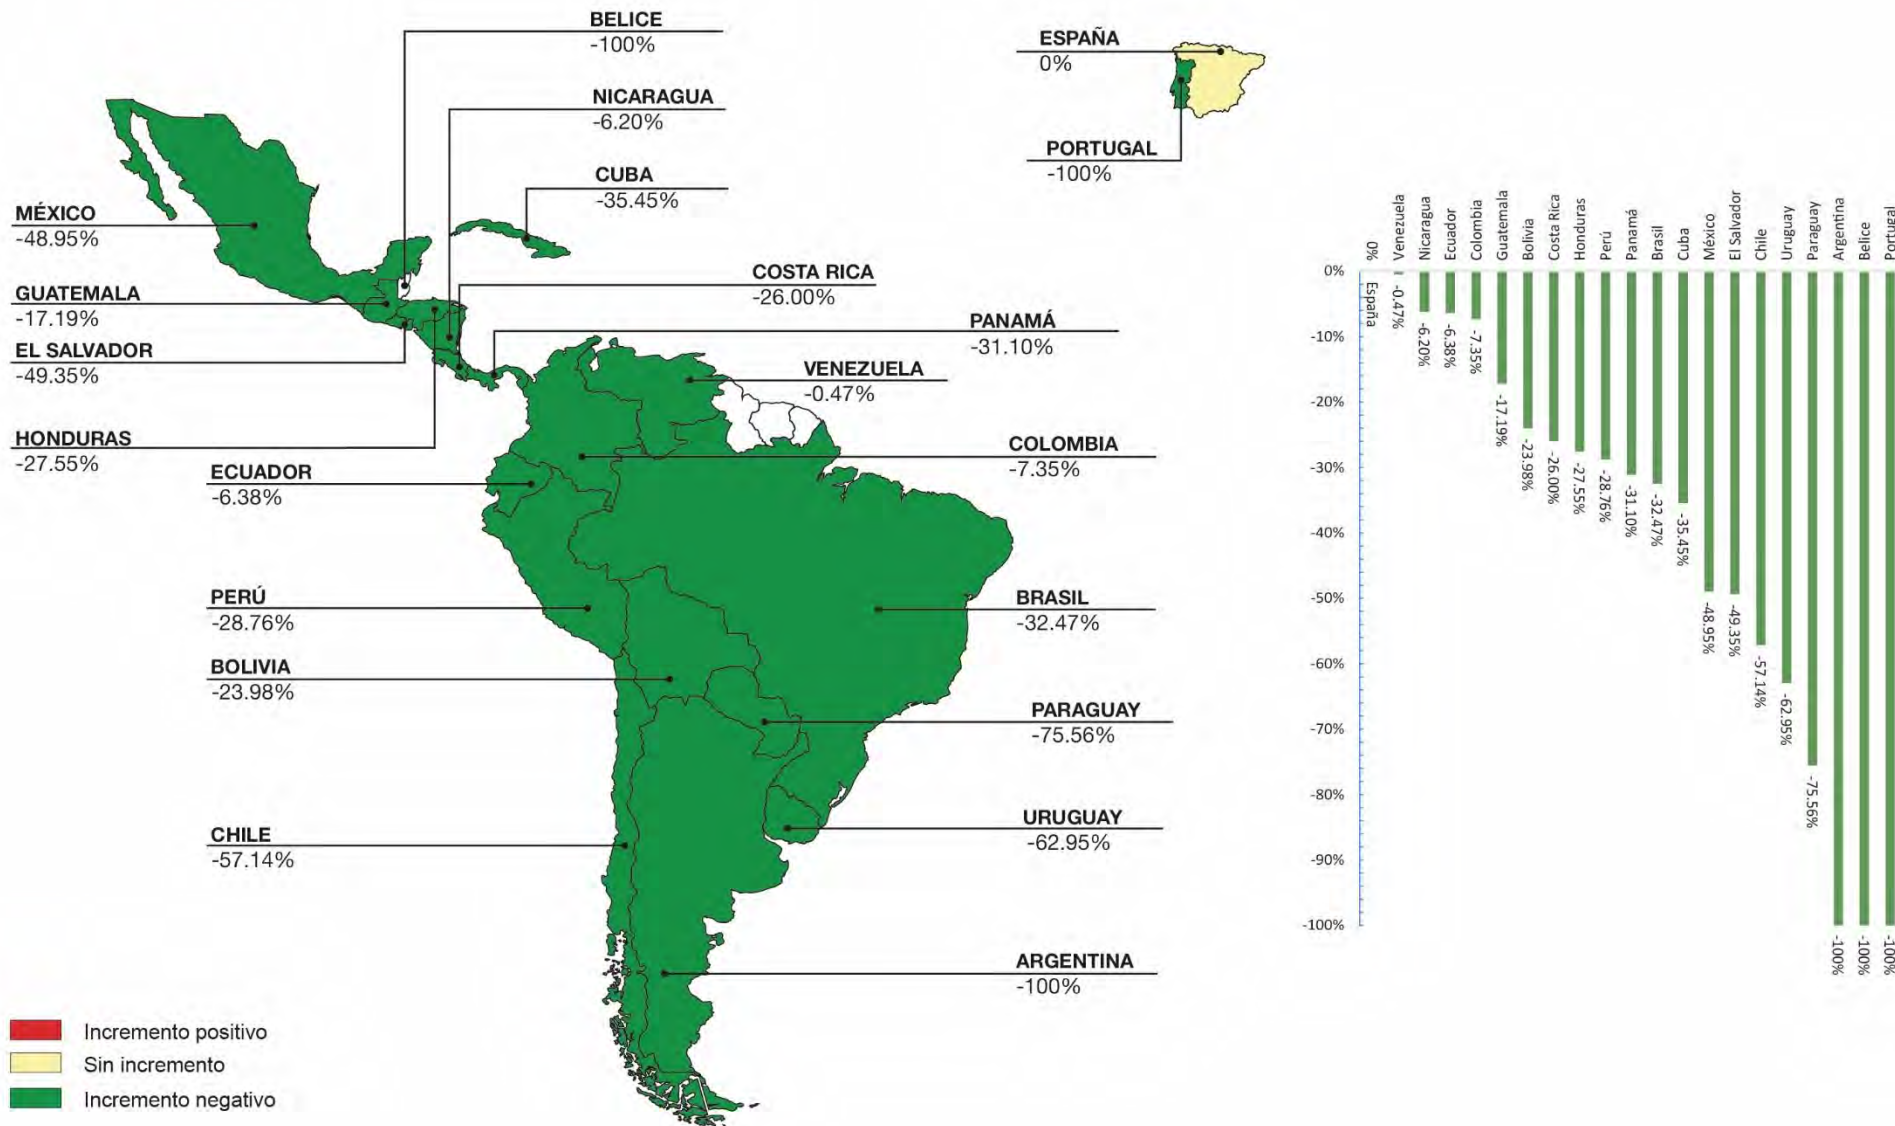 BELICE
-100%
NICARAGUA
-6.20%
CUBA
-35.45%
ESPAÑA
0%
PORTUGAL
-100%
MÉXICO
-48.95%
GUATEMALA
-17.19%
EL SALVADOR
-49.35%
HONDURAS
-27.55%
COSTA RICA
-26.00%
PANAMÁ
-31.10%
VENEZUELA
-0.47%
COLOMBIA
-7.35%
ECUADOR
-6.38%
PERÚ
-28.76%
BRASIL
-32.47%
BOLIVIA
-23.98%
PARAGUAY
-75.56%
URUGUAY
-62.95%
CHILE
-57.14%
ARGENTINA
-100%
Incremento positivo
Sin incremento
Incremento negativo
0%
-10%
-20%
-30%
-40%
-50%
-60%
-70%
-80%
-90%
-100%
0%
España
Venezuela
-0.47%
Nicaragua
-6.20%
Ecuador
-6.38%
Colombia
-7.35%
Guatemala
-17.19%
Bolivia
-23.98%
Costa Rica
-26.00%
Honduras
-27.55%
Perú
-28.76%
Panamá
-31.10%
Brasil
-32.47%
Cuba
-35.45%
México
-48.95%
El Salvador
-49.35%
Chile
-57.14%
Uruguay
-62.95%
Paraguay
-75.56%
Argentina
-100%
Belice
-100%
Portugal
-100%